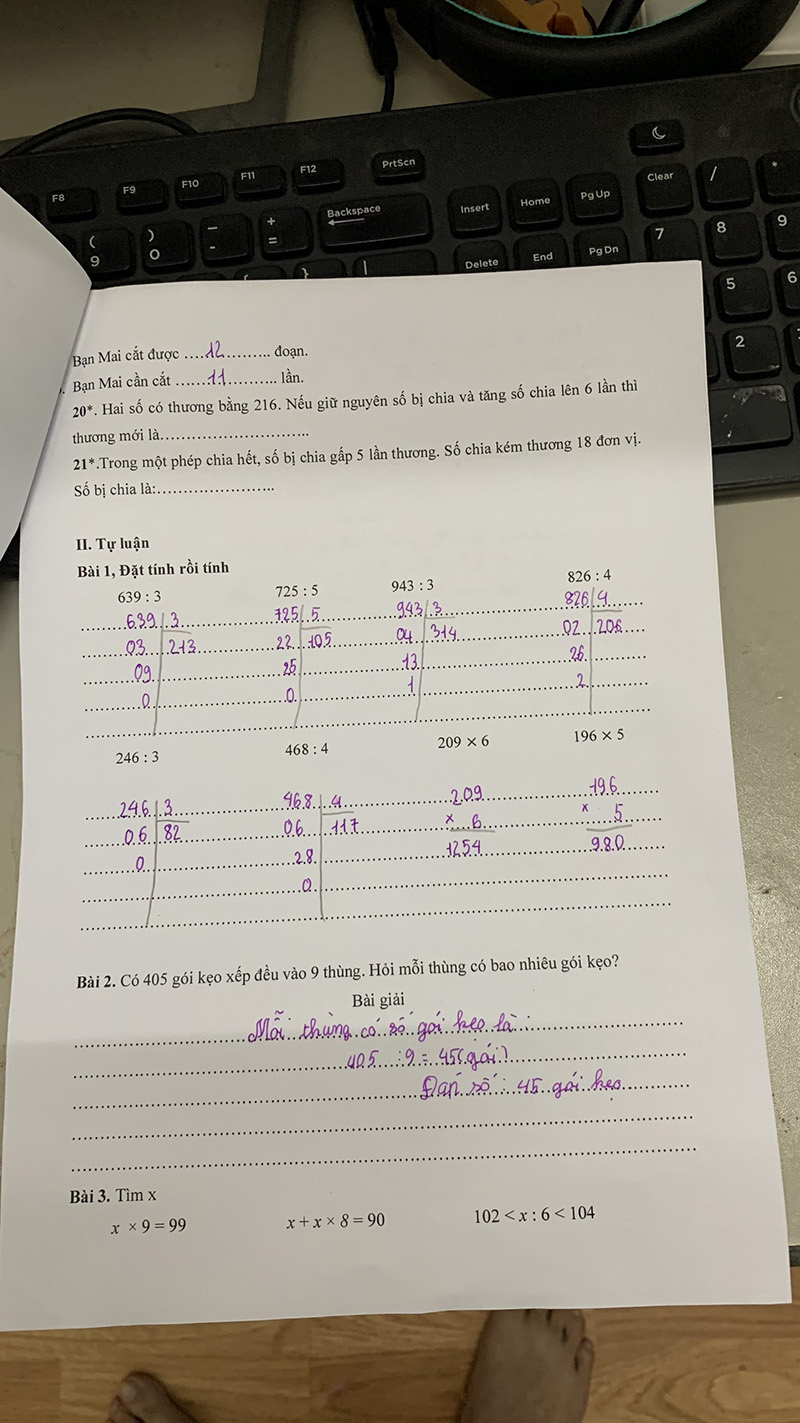 PrtScn
F12
F11
F10
F9
F8
Backspace
Insert
Home
Pg Up
Clear
/
*
Delete
End
Pg Dn
7
8
9
(
9
)
0
_
-
+
=
}
5
6
2
Bạn Mai cắt được ....12............. đoạn.
Bạn Mai cần cắt ......11............ lần.
20*. Hai số có thương bằng 216. Nếu giữ nguyên số bị chia và tăng số chia lên 6 lần thì
thương mới là..............................
21*.Trong một phép chia hết, số bị chia gấp 5 lần thương. Số chia kém thương 18 đơn vị.
Số bị chia là:........................
II. Tự luận
Bài 1, Đặt tính rồi tính
639 : 3 725 : 5 943 : 3 826 : 4
639 3 725 5 943 3 826 4
03 213 22 105 04 314 02 206
09 25 13 26
0 0 1 2
246 : 3 468 : 4 209 × 6 196 × 5
246 3 468 4 209 196
06 82 06 117 x 6 x 5
0 28 1254 980
0
Bài 2. Có 405 gói kẹo xếp đều vào 9 thùng. Hỏi mỗi thùng có bao nhiêu gói kẹo?
Bài giải
Mỗi thùng có số gói kẹo là :
405 : 9 = 45(gói)
Đáp số : 45 gói kẹo
Bài 3. Tìm x
x × 9 = 99 x + x × 8 = 90 102 < x : 6 < 104